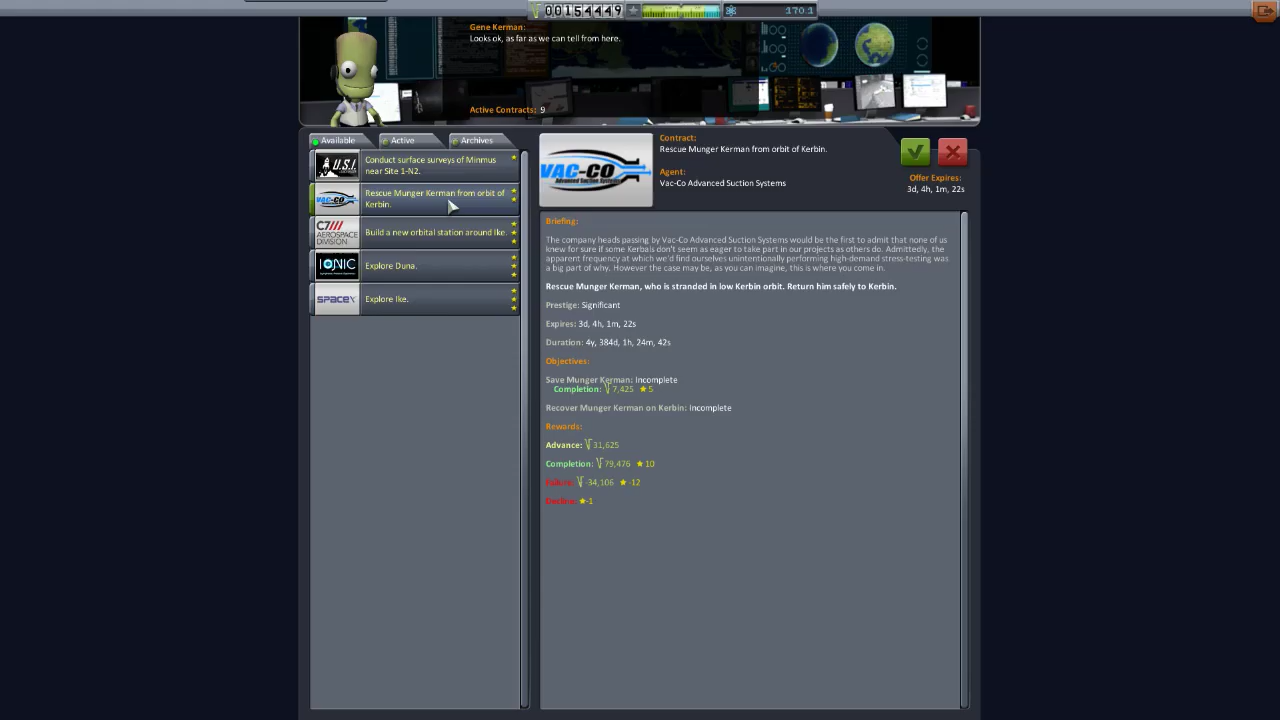 00154449
170.1
Gene Kerman:
Looks ok, as far as we can tell from here.
Active Contracts: 9
Available
Active
Archives
U.S.I.
Conduct surface surveys of Minmus
near Site 1-N2.
VAC-CO
Rescue Munger Kerman from orbit of
Kerbin.
C7///
AEROSPACE
DIVISION
Build a new orbital station around Ike.
IONIC
Explore Duna.
SPACEX
Explore Ike.
VAC-CO
Advanced Suction Systems
Contract:
Rescue Munger Kerman from orbit of Kerbin.
Agent:
Vac-Co Advanced Suction Systems
Offer Expires:
3d, 4h, 1m, 22s
Briefing:
The company heads passing by Vac-Co Advanced Suction Systems would be the first to admit that none of us
knew for sure if some Kerbals don't seem as eager to take part in our projects as others do. Admittedly, the
apparent frequency at which we'd find ourselves unintentionally performing high-demand stress-testing was
a big part of why. However the case may be, as you can imagine, this is where you come in.
Rescue Munger Kerman, who is stranded in low Kerbin orbit. Return him safely to Kerbin.
Prestige: Significant
Expires: 3d, 4h, 1m, 22s
Duration: 4y, 384d, 1h, 24m, 42s
Objectives:
Save Munger Kerman: Incomplete
Completion: 7,425 ★5
Recover Munger Kerman on Kerbin: Incomplete
Rewards:
Advance: 31,625
Completion: 79,476 ★10
Failure: -34,106 ★-12
Decline: ★-1